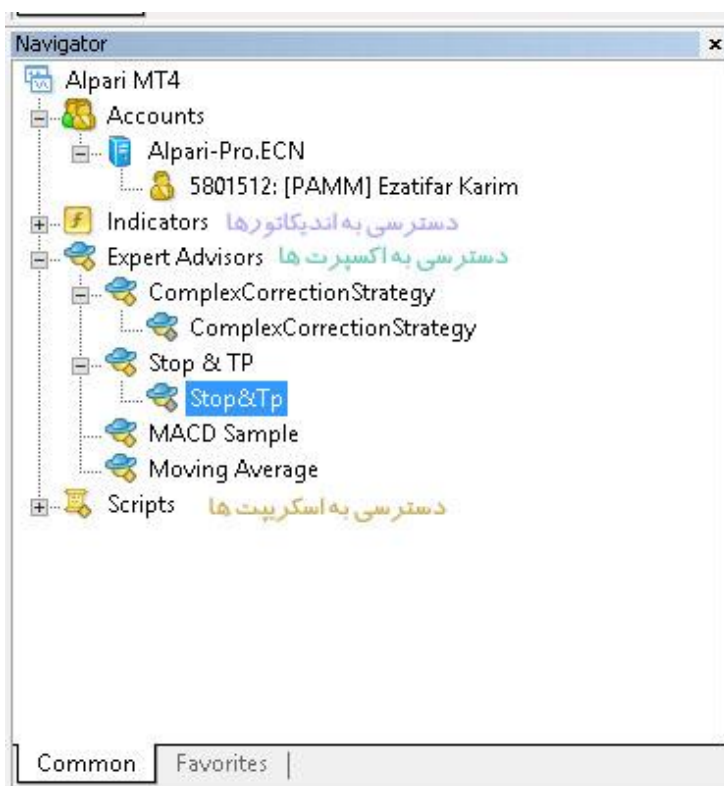 Navigator
Alpari MT4
Accounts
Alpari-Pro.ECN
5801512: [PAMM] Ezatifar Karim
Indicators دسترسی به اندیکاتورها
Expert Advisors دسترسی به اکسپرت ها
ComplexCorrectionStrategy
ComplexCorrectionStrategy
Stop & TP
Stop&Tp
MACD Sample
Moving Average
Scripts دسترسی به اسکریپت ها
Common Favorites